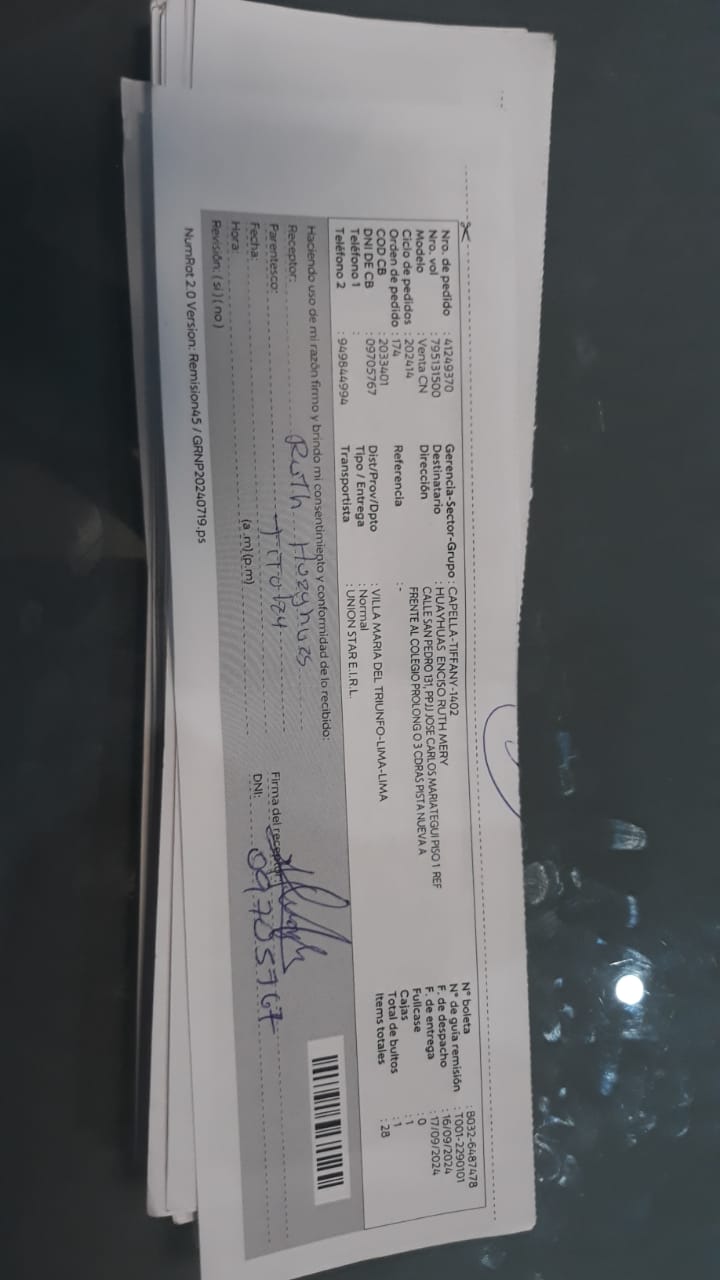 Nro. de pedido : 41249370
Nro. vol : 795131500
Modelo : Venta CN
Ciclo de pedidos : 202414
Orden de pedido : 174
COD CB : 2033401
DNI DE CB : 09705767
Teléfono 1 :
Teléfono 2 : 949844994
Gerencia-Sector-Grupo : CAPELLA-TIFFANY-1402
Destinatario : HUAYHUAS ENCISO RUTH MERY
Dirección CALLE SAN PEDRO 131, PPJJ JOSE CARLOS MARIATEGUI PISO 1 REF
FRENTE AL COLEGIO PROLONG O 3 CDRAS PISTA NUEVA A
Referencia : -
Dist/Prov/Dpto : VILLA MARIA DEL TRIUNFO-LIMA-LIMA
Tipo / Entrega : Normal
Transportista : UNION STAR E.I.R.L.
N° boleta : B032-6487478
N° de guía remisión : T001-2290101
F. de despacho : 16/09/2024
F. de entrega : 17/09/2024
Fullcase : 0
Cajas : 1
Total de bultos : 1
Items totales : 28
Haciendo uso de mi razón firmo y brindo mi consentimiento y conformidad de lo recibido:
Receptor: Ruth Huayhuas
Parentesco:
Fecha:
Hora: (a .m)(p.m)
Revisión: ( si ) ( no )
Firma del receptor:
DNI: 09705767
NumRot 2.0 Version: Remision45 / GRNP20240719.ps